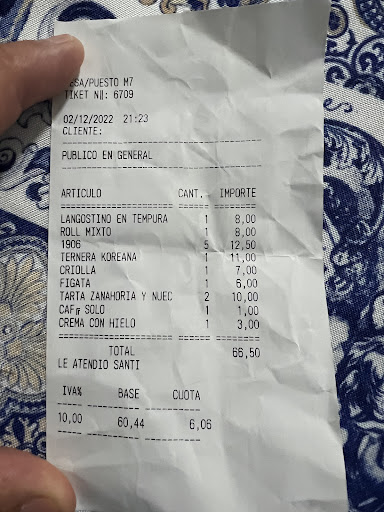 MESA/PUESTO M7
TIKET Nº: 6709
02/12/2022 21:23
CLIENTE:
PUBLICO EN GENERAL
ARTICULO CANT. IMPORTE
LANGOSTINO EN TEMPURA 1 8,00
ROLL MIXTO 1 8,00
1906 5 12,50
TERNERA KOREANA 1 11,00
CRIOLLA 1 7,00
FIGATA 1 6,00
TARTA ZANAHORIA Y NUEC 2 10,00
CAF╔ SOLO 1 1,00
CREMA CON HIELO 1 3,00
TOTAL 66,50
LE ATENDIO SANTI
IVA% BASE CUOTA
10,00 60,44 6,06